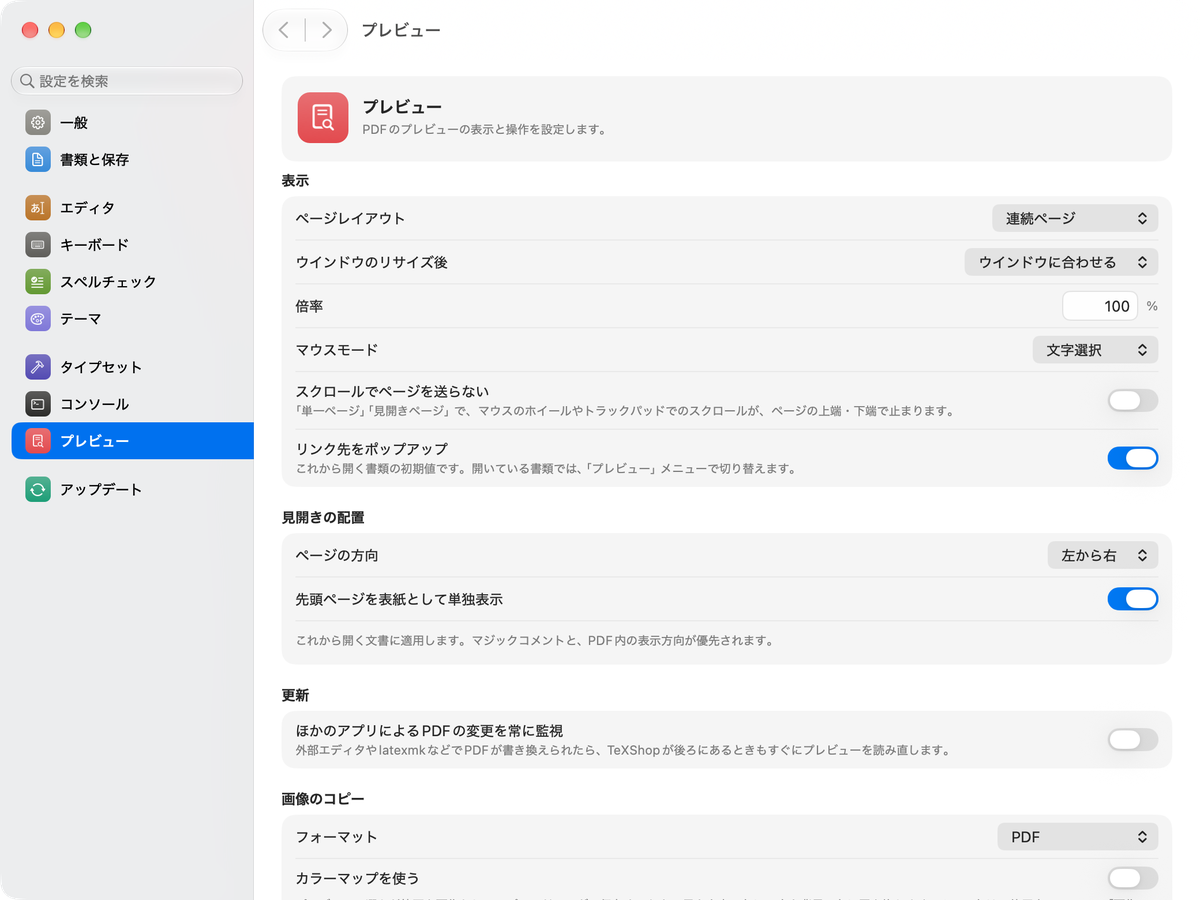 プレビュー
設定を検索
一般
書類と保存
エディタ
キーボード
スペルチェック
テーマ
タイプセット
コンソール
プレビュー
アップデート
プレビュー
PDFのプレビューの表示と操作を設定します。
表示
ページレイアウト 連続ページ
ウインドウのリサイズ後 ウインドウに合わせる
倍率 100 %
マウスモード 文字選択
スクロールでページを送らない
「単一ページ」「見開きページ」で、マウスのホイールやトラックパッドでのスクロールが、ページの上端・下端で止まります。
リンク先をポップアップ
これから開く書類の初期値です。開いている書類では、「プレビュー」メニューで切り替えます。
見開きの配置
ページの方向 左から右
先頭ページを表紙として単独表示
これから開く文書に適用します。マジックコメントと、PDF内の表示方向が優先されます。
更新
ほかのアプリによるPDFの変更を常に監視
外部エディタやlatexmkなどでPDFが書き換えられたら、TeXShopが後ろにあるときもすぐにプレビューを読み直します。
画像のコピー
フォーマット PDF
カラーマップを使う